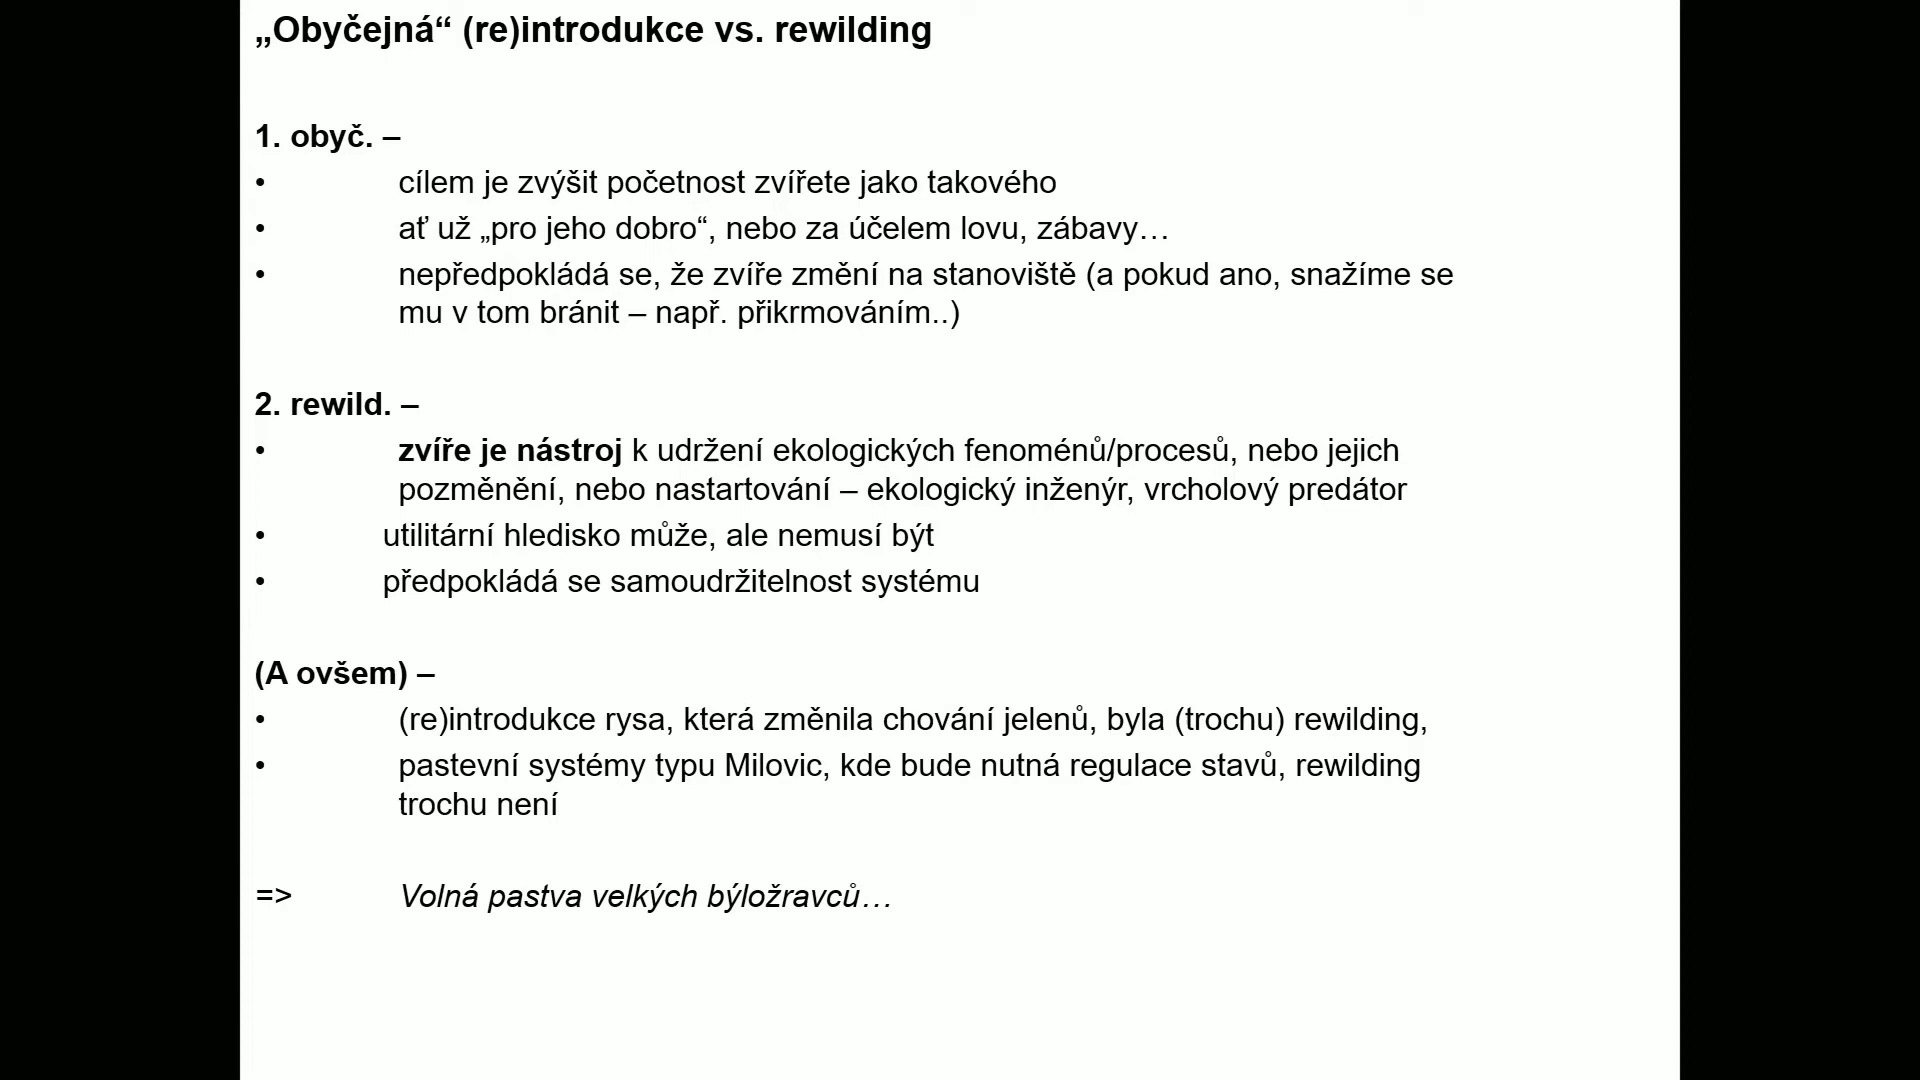 „Obyčejná“ (re)introdukce vs. rewilding
1. obyč. –
• cílem je zvýšit početnost zvířete jako takového
• ať už „pro jeho dobro“, nebo za účelem lovu, zábavy…
• nepředpokládá se, že zvíře změní na stanoviště (a pokud ano, snažíme se
mu v tom bránit – např. přikrmováním..)
2. rewild. –
• zvíře je nástroj k udržení ekologických fenoménů/procesů, nebo jejich
pozměnění, nebo nastartování – ekologický inženýr, vrcholový predátor
• utilitární hledisko může, ale nemusí být
• předpokládá se samoudržitelnost systému
(A ovšem) –
• (re)introdukce rysa, která změnila chování jelenů, byla (trochu) rewilding,
• pastevní systémy typu Milovic, kde bude nutná regulace stavů, rewilding
trochu není
=> Volná pastva velkých býložravců…